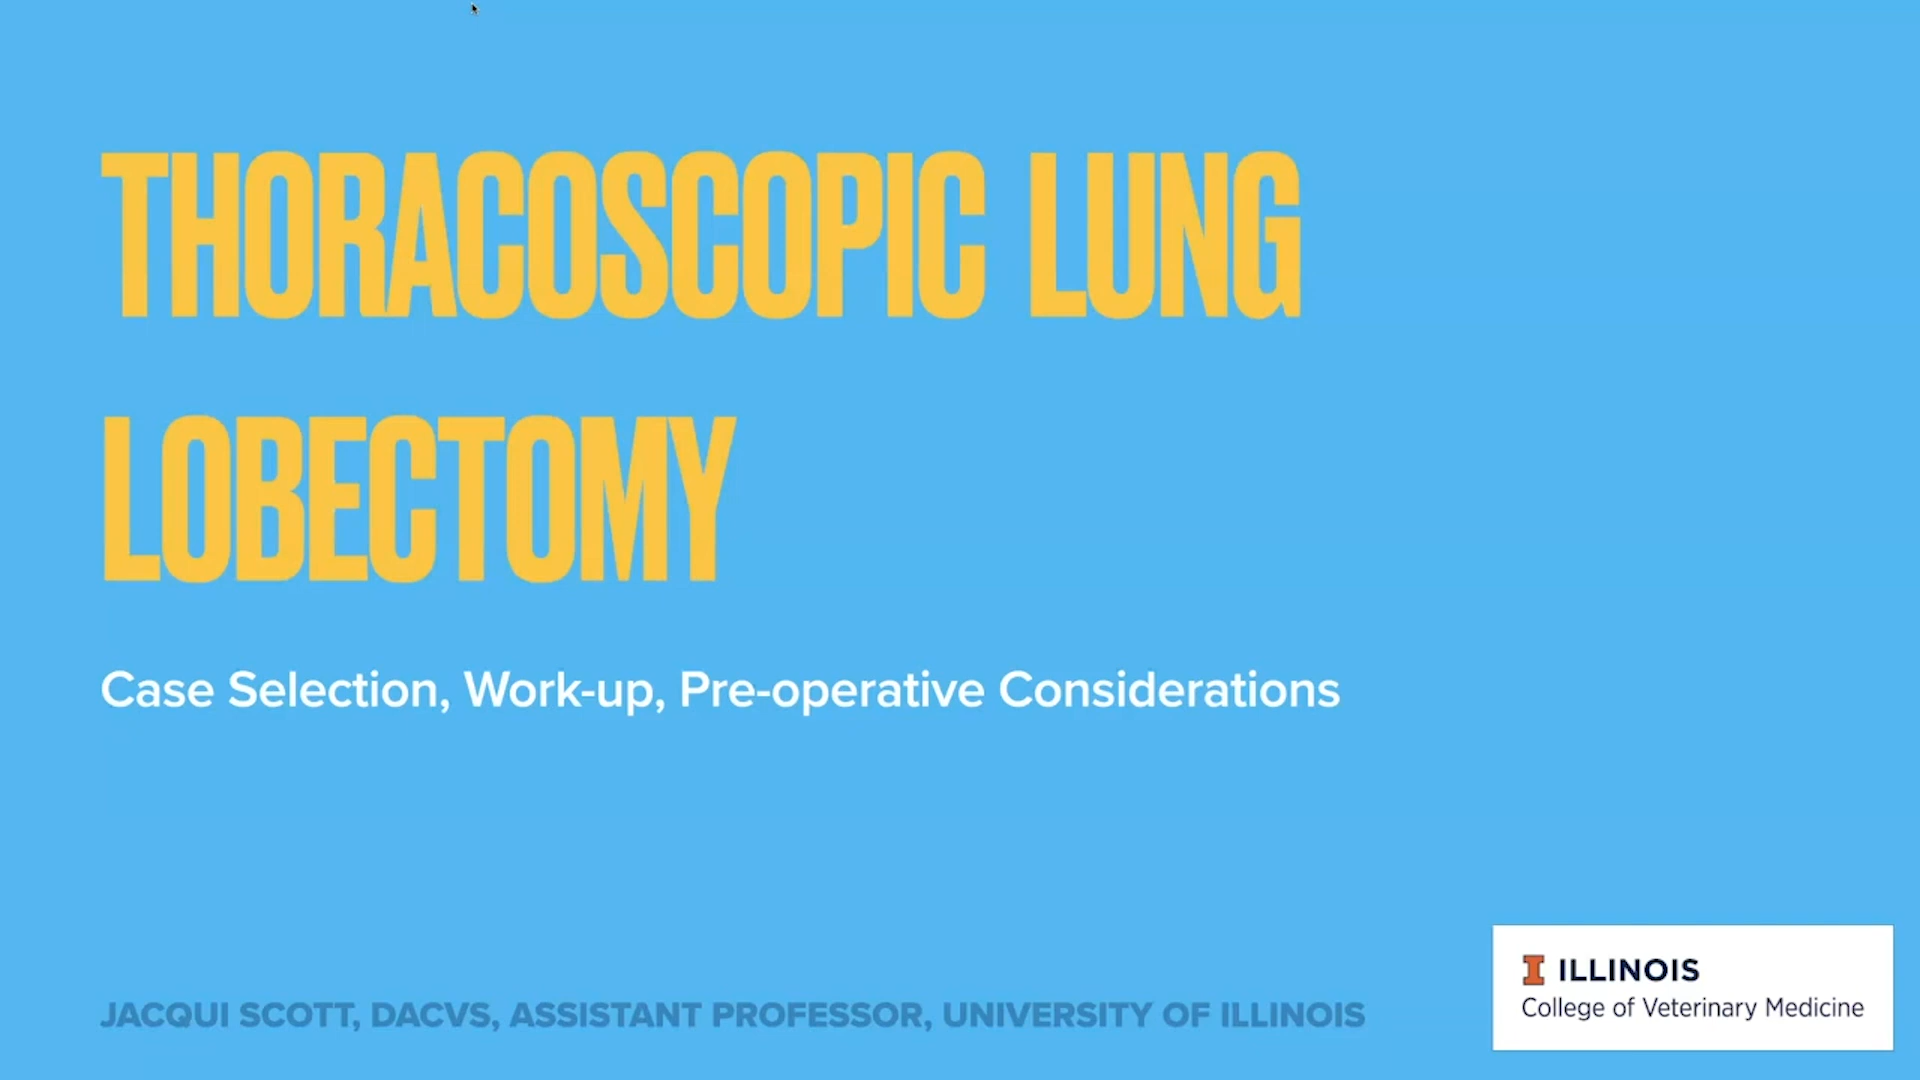 THORACOSCOPIC LUNG
LOBECTOMY
Case Selection, Work-up, Pre-operative Considerations
JACQUI SCOTT, DACVS, ASSISTANT PROFESSOR, UNIVERSITY OF ILLINOIS
I ILLINOIS
College of Veterinary Medicine